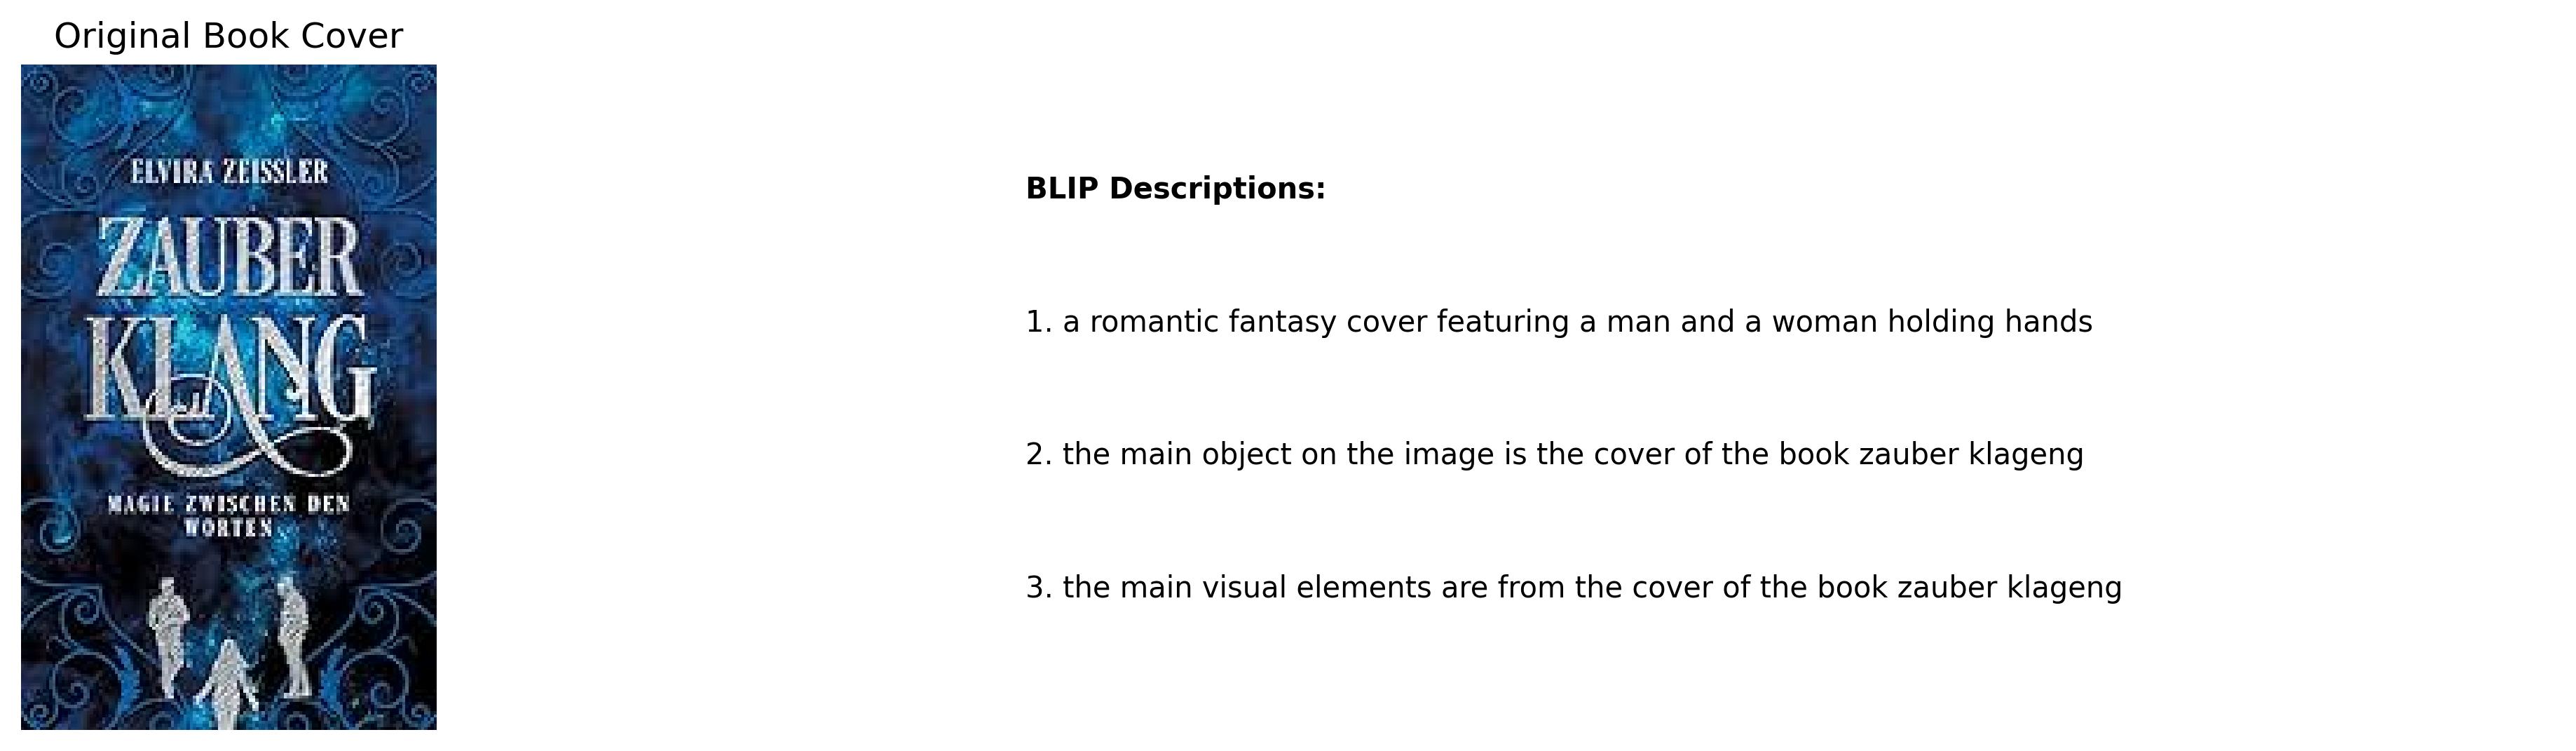 Original Book Cover
ELVIRA ZEISSLER
ZAUBER
KLANG
MAGIE ZWISCHEN DEN
WORTEN
BLIP Descriptions:
1. a romantic fantasy cover featuring a man and a woman holding hands
2. the main object on the image is the cover of the book zauber klageng
3. the main visual elements are from the cover of the book zauber klageng